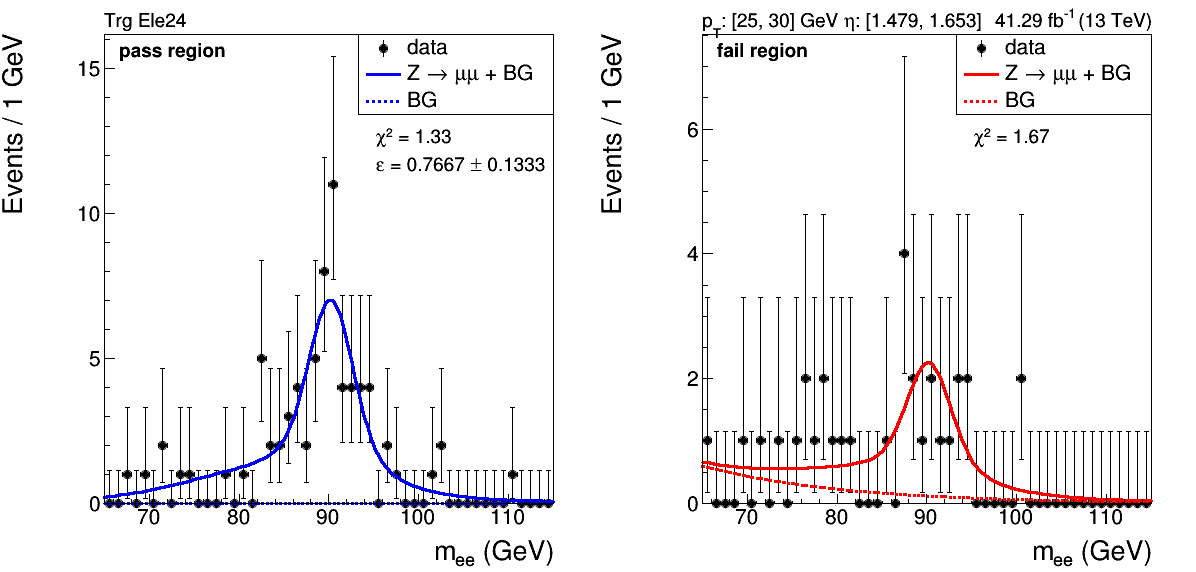 Trg Ele24
pass region
data
Z → μμ + BG
BG
χ² = 1.33
ε = 0.7667 ± 0.1333
Events / 1 GeV
15
10
5
0
70 80 90 100 110
m_ee (GeV)
p_T: [25, 30] GeV η: [1.479, 1.653] 41.29 fb⁻¹ (13 TeV)
fail region
data
Z → μμ + BG
BG
χ² = 1.67
Events / 1 GeV
6
4
2
0
70 80 90 100 110
m_ee (GeV)